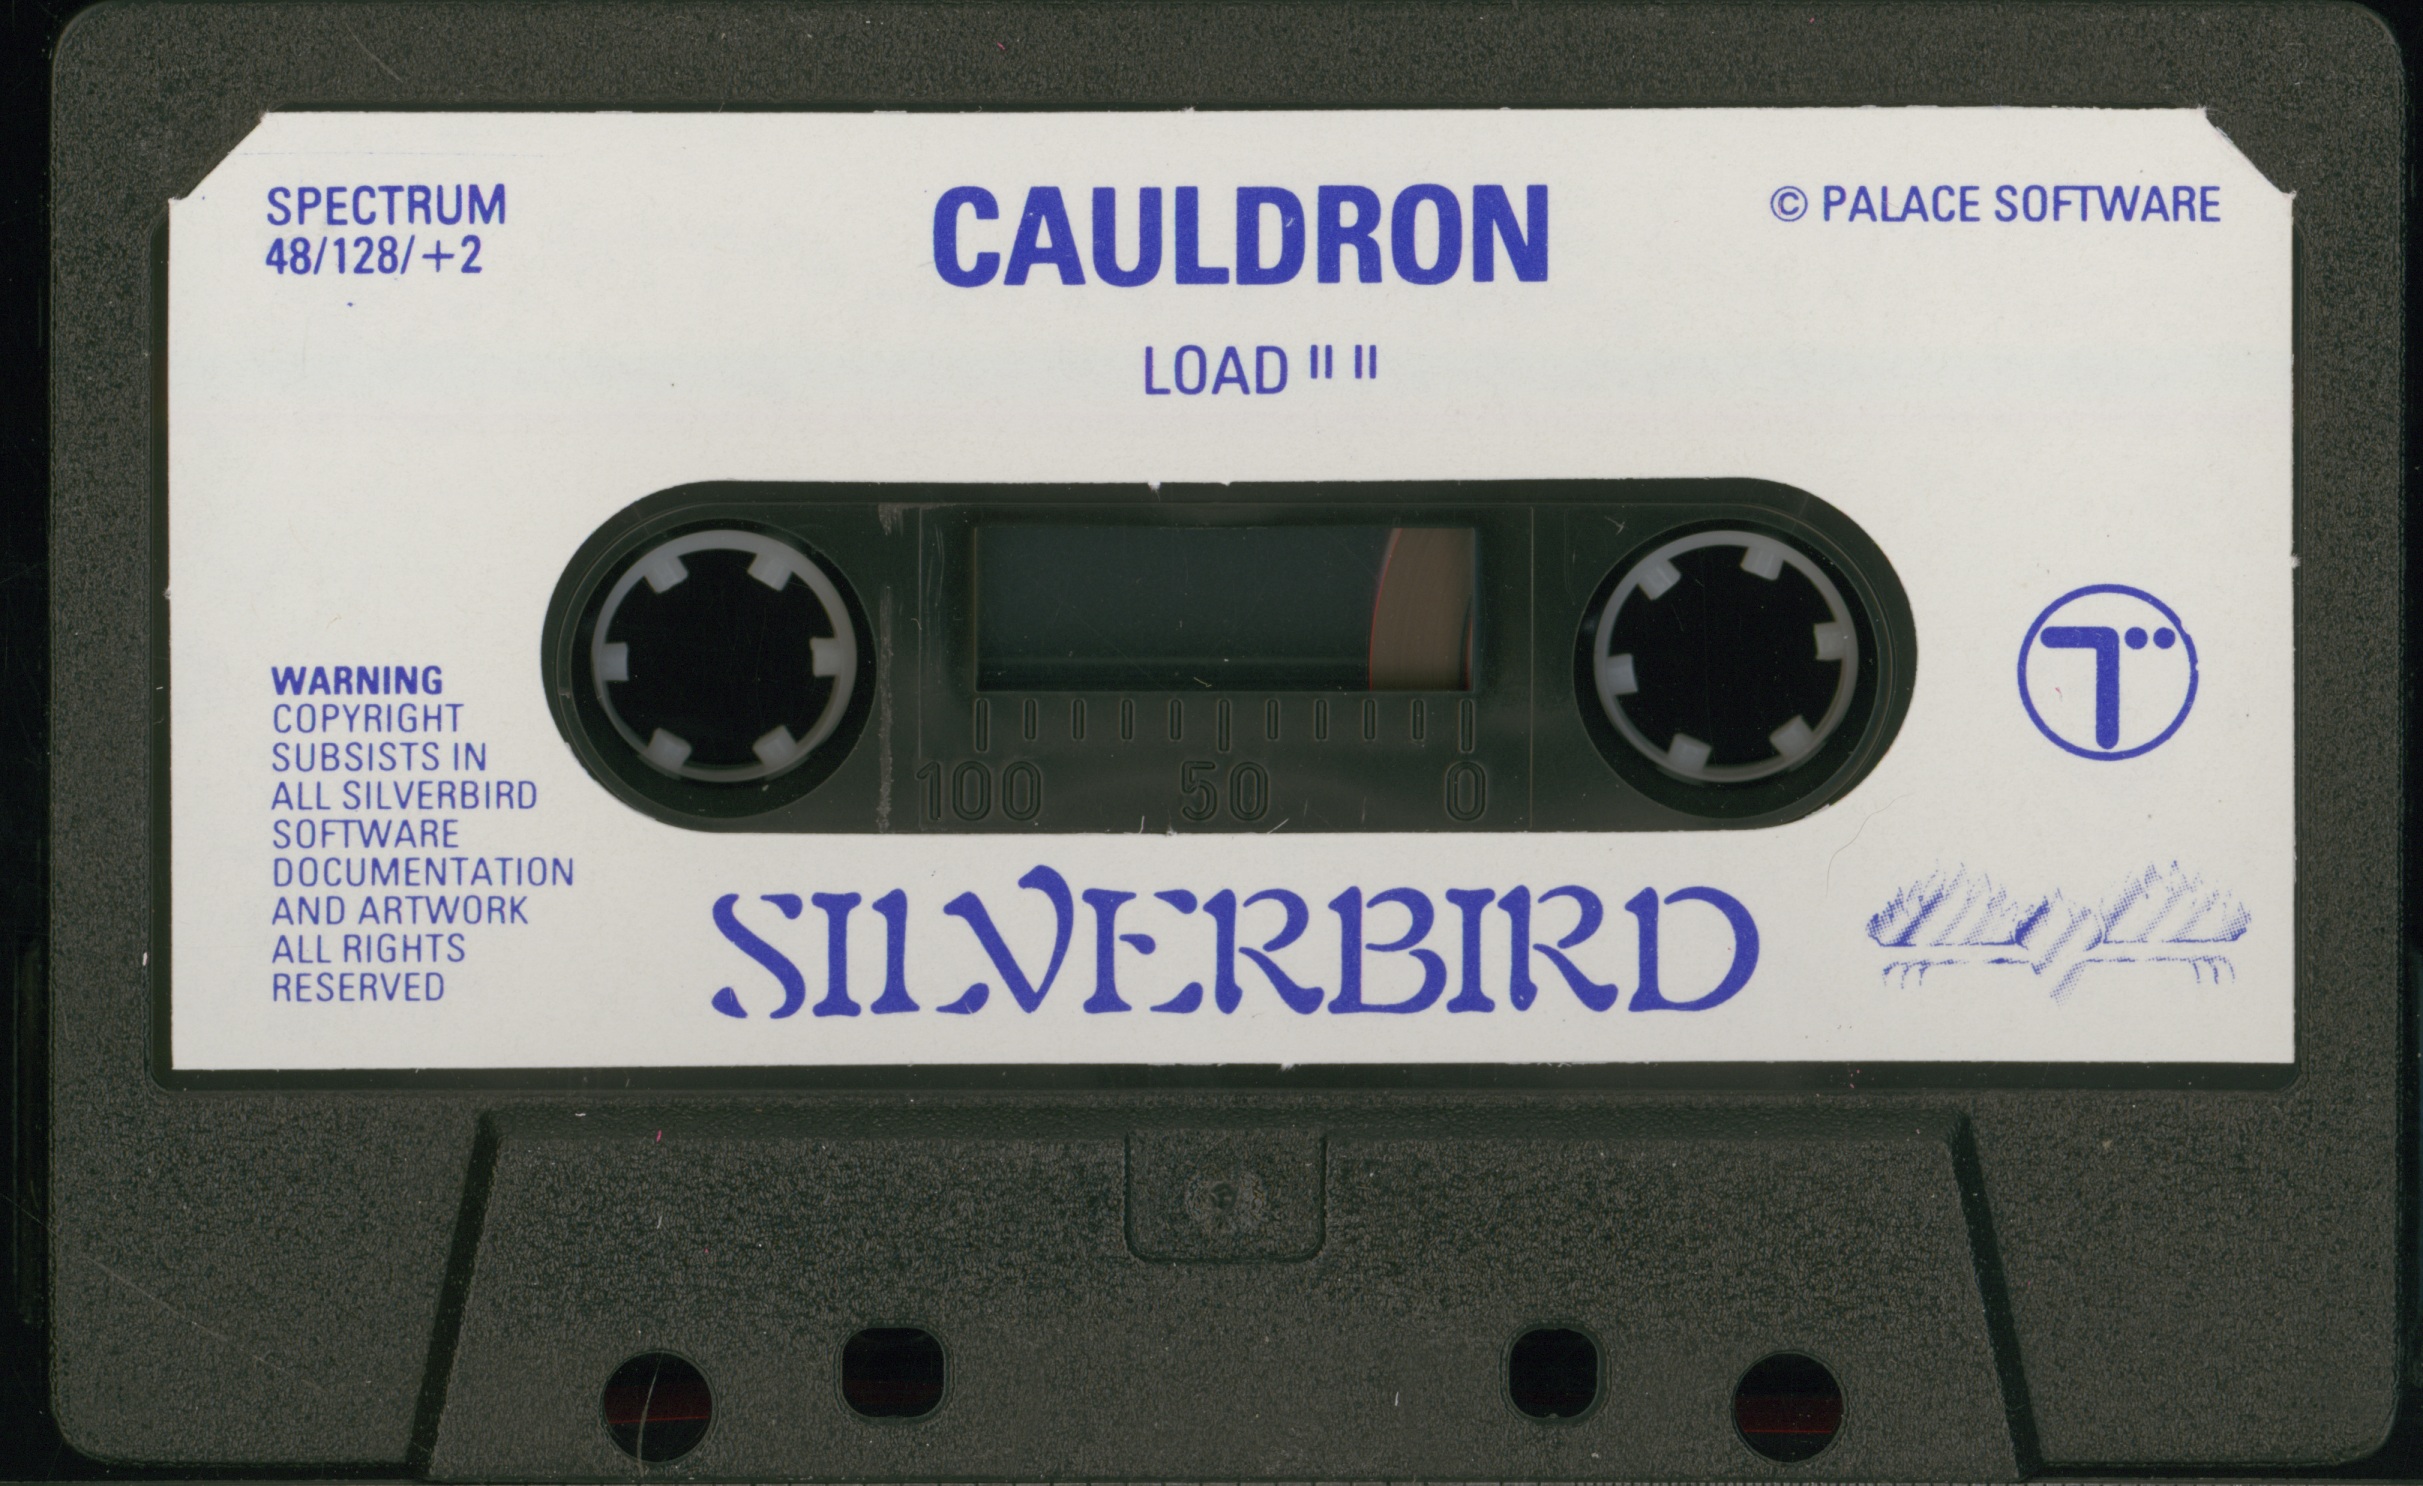 SPECTRUM
48/128/+2
CAULDRON
© PALACE SOFTWARE
LOAD " "
WARNING
COPYRIGHT
SUBSISTS IN
ALL SILVERBIRD
SOFTWARE
DOCUMENTATION
AND ARTWORK
ALL RIGHTS
RESERVED
100 50 0
T
SILVERBIRD